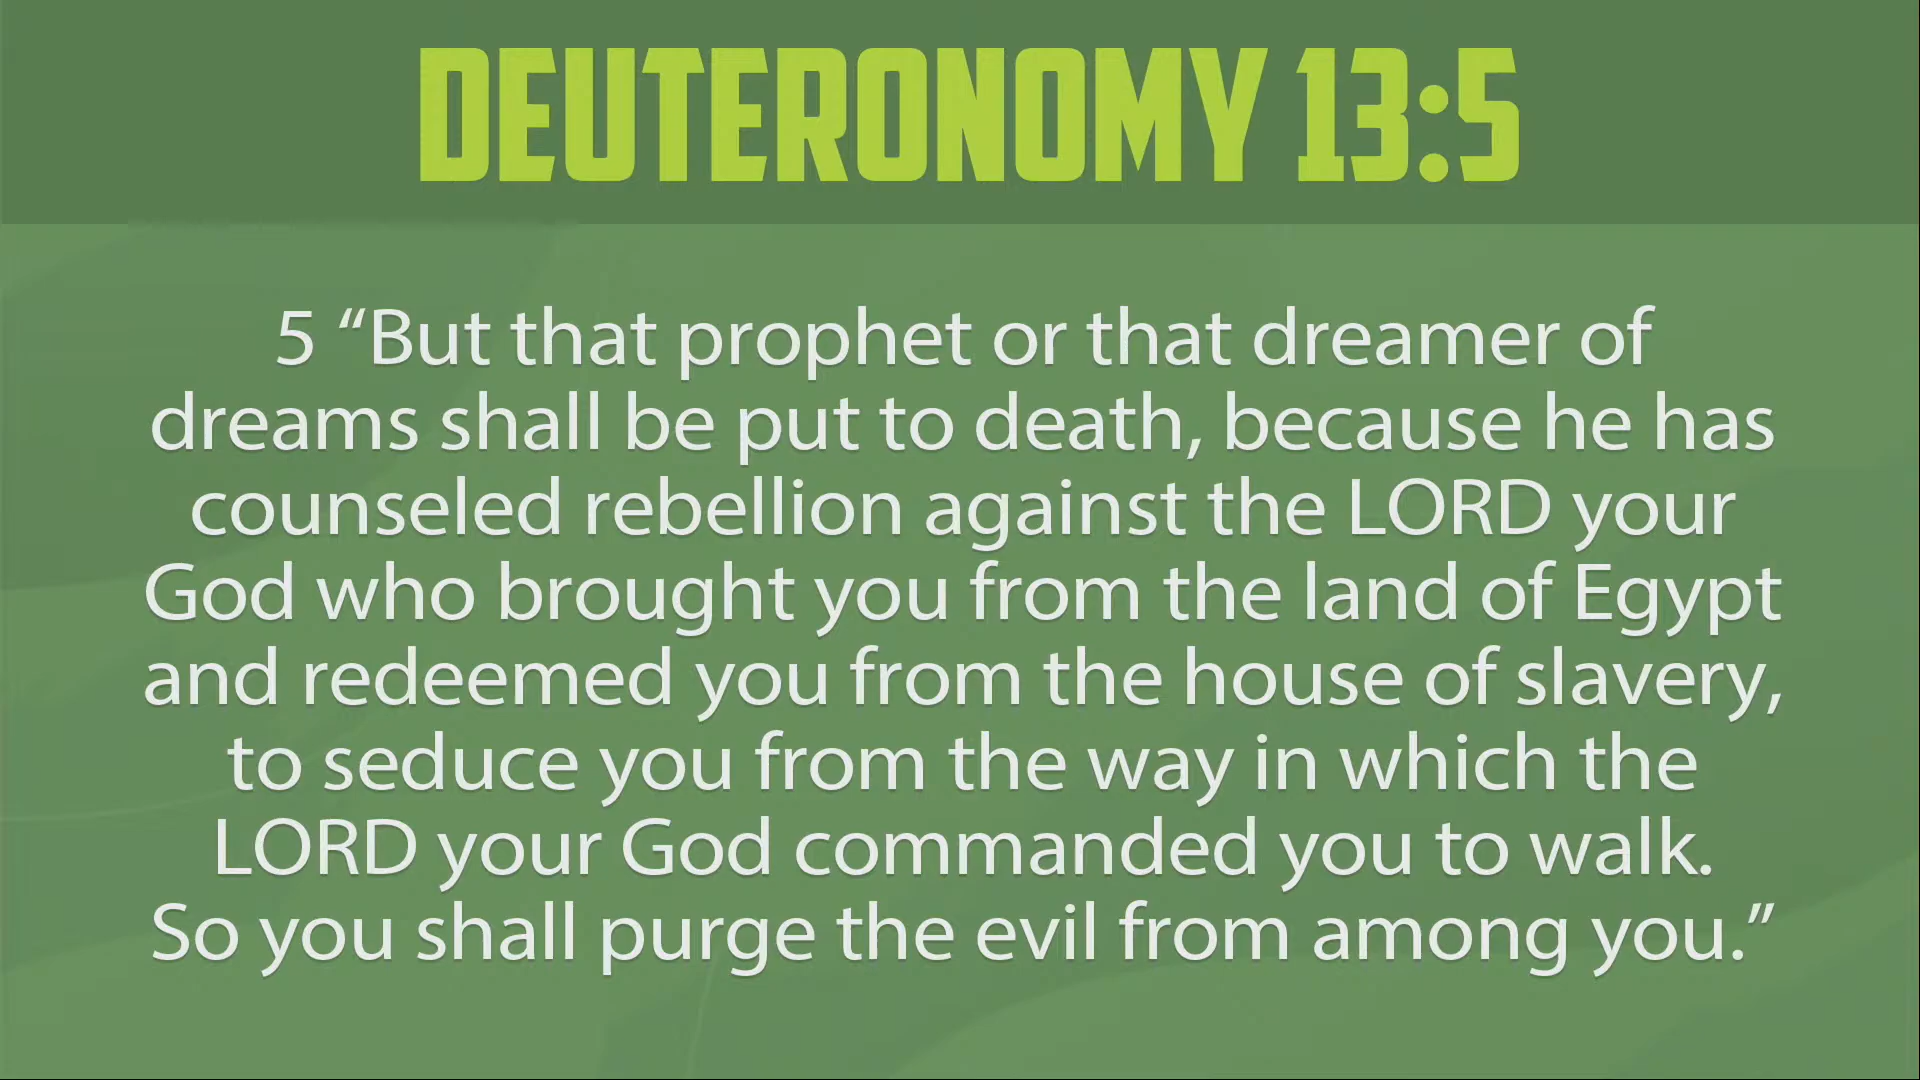 DEUTERONOMY 13:5
5 “But that prophet or that dreamer of
dreams shall be put to death, because he has
counseled rebellion against the LORD your
God who brought you from the land of Egypt
and redeemed you from the house of slavery,
to seduce you from the way in which the
LORD your God commanded you to walk.
So you shall purge the evil from among you.”